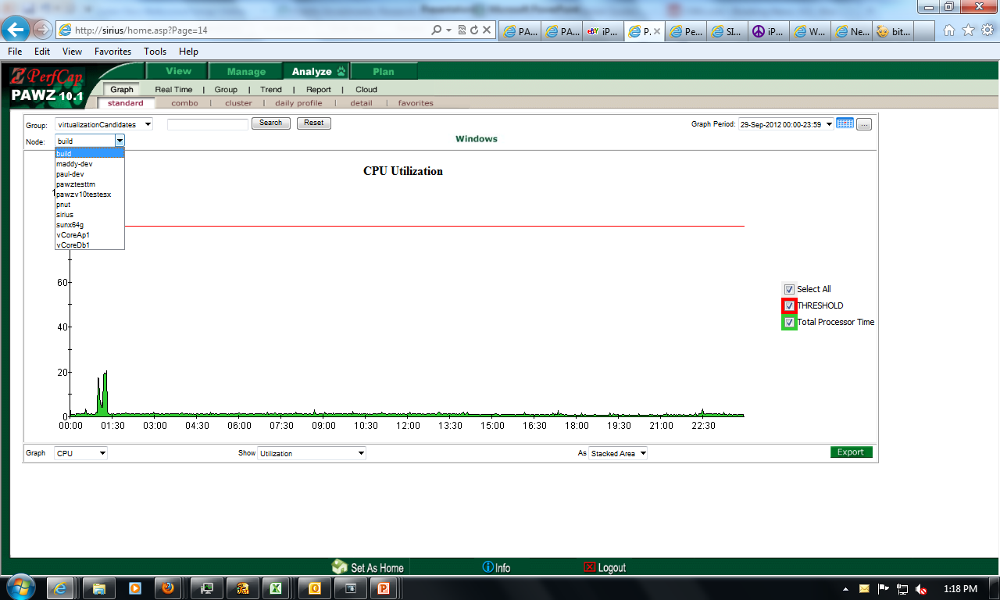 http://sirius/home.asp?Page=14
PA...
PA...
iP...
P.
Pe...
SI...
iP...
W...
Ne...
bit...
File Edit View Favorites Tools Help
PerfCap
PAWZ 10.1
View Manage Analyze Plan
Graph Real Time | Group | Trend | Report | Cloud
standard combo | cluster | daily profile | detail | favorites
Group: virtualizationCandidates Search Reset Graph Period: 29-Sep-2012 00:00-23:59 ...
Node: build Windows
build
maddy-dev
paul-dev
pawztesttm
pawzv10testesx
pnut
sirius
sunx64g
vCoreAp1
vCoreDb1
CPU Utilization
60
40
20
0
00:00 01:30 03:00 04:30 06:00 07:30 09:00 10:30 12:00 13:30 15:00 16:30 18:00 19:30 21:00 22:30
Select All
THRESHOLD
Total Processor Time
Graph CPU Show Utilization As Stacked Area Export
Set As Home Info Logout
1:18 PM